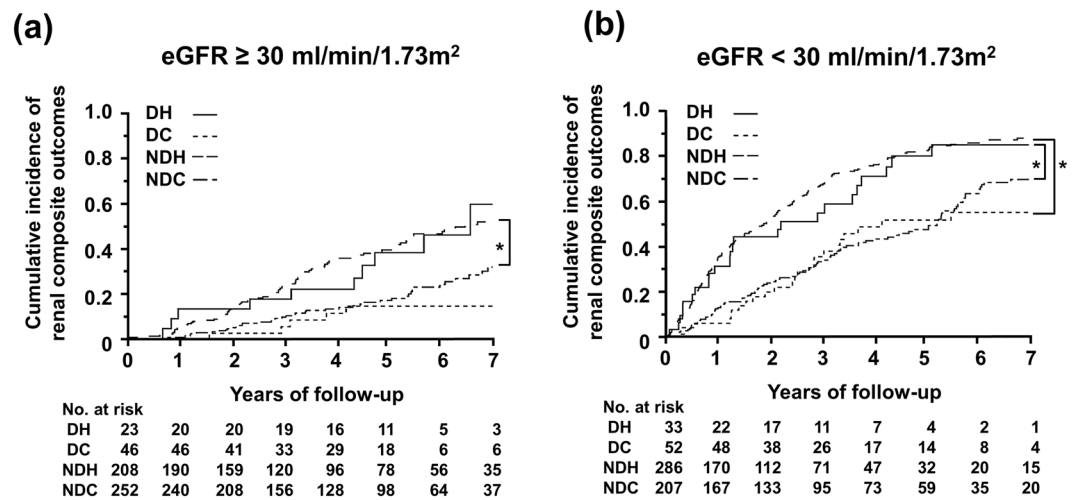 (a)
eGFR ≥ 30 ml/min/1.73m²
Cumulative incidence of
renal composite outcomes
1.0
0.8
0.6
0.4
0.2
0
DH
DC
NDH
NDC
*
0 1 2 3 4 5 6 7
Years of follow-up
No. at risk
DH 23 20 20 19 16 11 5 3
DC 46 46 41 33 29 18 6 6
NDH 208 190 159 120 96 78 56 35
NDC 252 240 208 156 128 98 64 37
(b)
eGFR < 30 ml/min/1.73m²
Cumulative incidence of
renal composite outcomes
1.0
0.8
0.6
0.4
0.2
0
DH
DC
NDH
NDC
* *
0 1 2 3 4 5 6 7
Years of follow-up
No. at risk
DH 33 22 17 11 7 4 2 1
DC 52 48 38 26 17 14 8 4
NDH 286 170 112 71 47 32 20 15
NDC 207 167 133 95 73 59 35 20